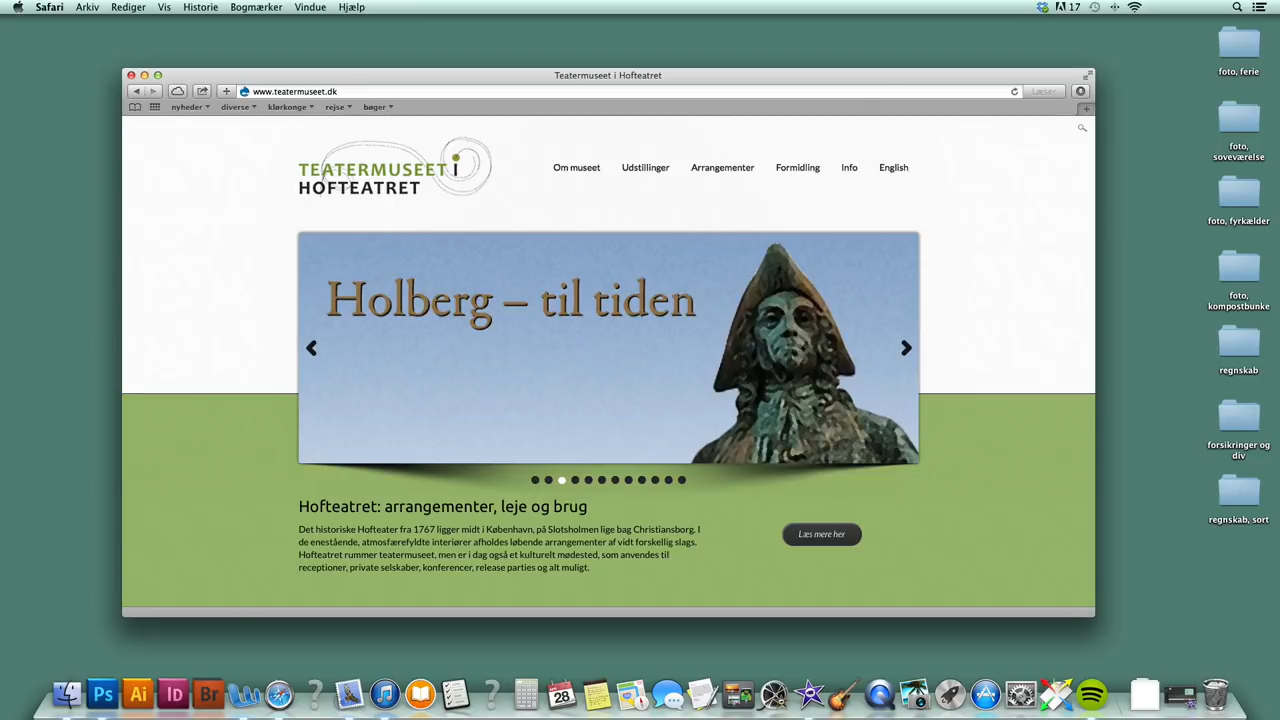 Safari Arkiv Rediger Vis Historie Bogmærker Vindue Hjælp 17
Teatermuseet i Hofteatret
www.teatermuseet.dk Læser
nyheder diverse klørkonge rejse bøger
TEATERMUSEET i
HOFTEATRET
Om museet Udstillinger Arrangementer Formidling Info English
Holberg – til tiden
Hofteatret: arrangementer, leje og brug
Det historiske Hofteater fra 1767 ligger midt i København, på Slotsholmen lige bag Christiansborg. I
de enestående, atmosfærefyldte interiører afholdes løbende arrangementer af vidt forskellig slags.
Hofteatret rummer teatermuseet, men er i dag også et kulturelt mødested, som anvendes til
receptioner, private selskaber, konferencer, release parties og alt muligt.
Læs mere her
foto, ferie
foto,
soveværelse
foto, fyrkælder
foto,
kompostbunke
regnskab
forsikringer og
div
regnskab, sort
Ps Ai Id Br
28